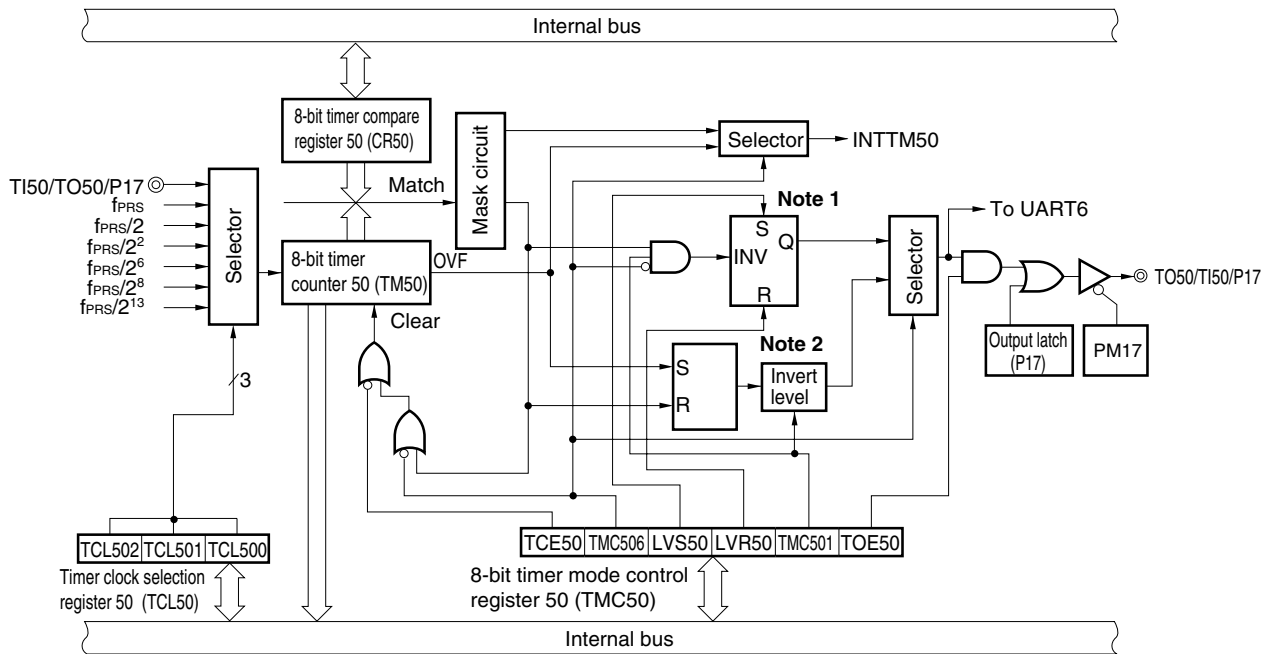 Internal bus
8-bit timer compare
register 50 (CR50)
Mask circuit
Selector
INTTM50
TI50/TO50/P17
fPRS
fPRS/2
fPRS/2²
fPRS/2⁶
fPRS/2⁸
fPRS/2¹³
Selector
Match
Note 1
S
Q
INV
R
Selector
To UART6
8-bit timer
counter 50 (TM50)
OVF
Clear
TO50/TI50/P17
Output latch
(P17)
PM17
Note 2
S
R
Invert
level
3
TCL502 TCL501 TCL500
Timer clock selection
register 50 (TCL50)
TCE50 TMC506 LVS50 LVR50 TMC501 TOE50
8-bit timer mode control
register 50 (TMC50)
Internal bus